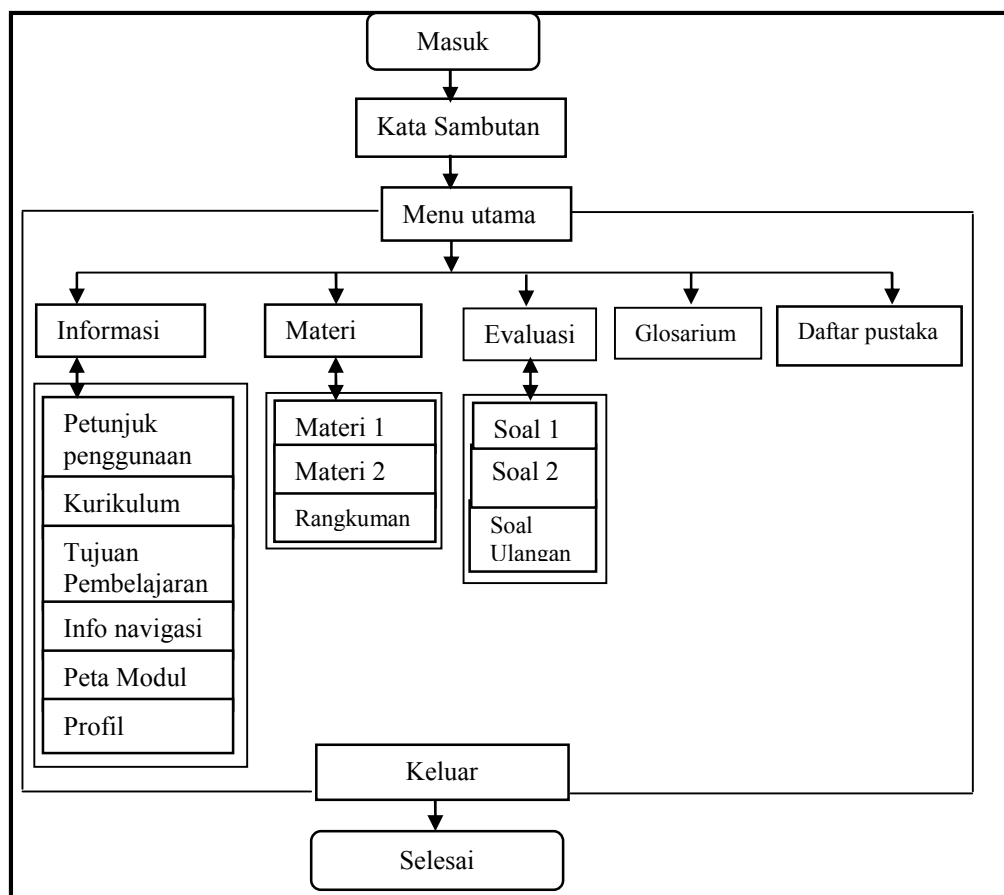 Masuk
Kata Sambutan
Menu utama
Informasi
Materi
Evaluasi
Glosarium
Daftar pustaka
Petunjuk
penggunaan
Kurikulum
Tujuan
Pembelajaran
Info navigasi
Peta Modul
Profil
Materi 1
Materi 2
Rangkuman
Soal 1
Soal 2
Soal
Ulangan
Keluar
Selesai